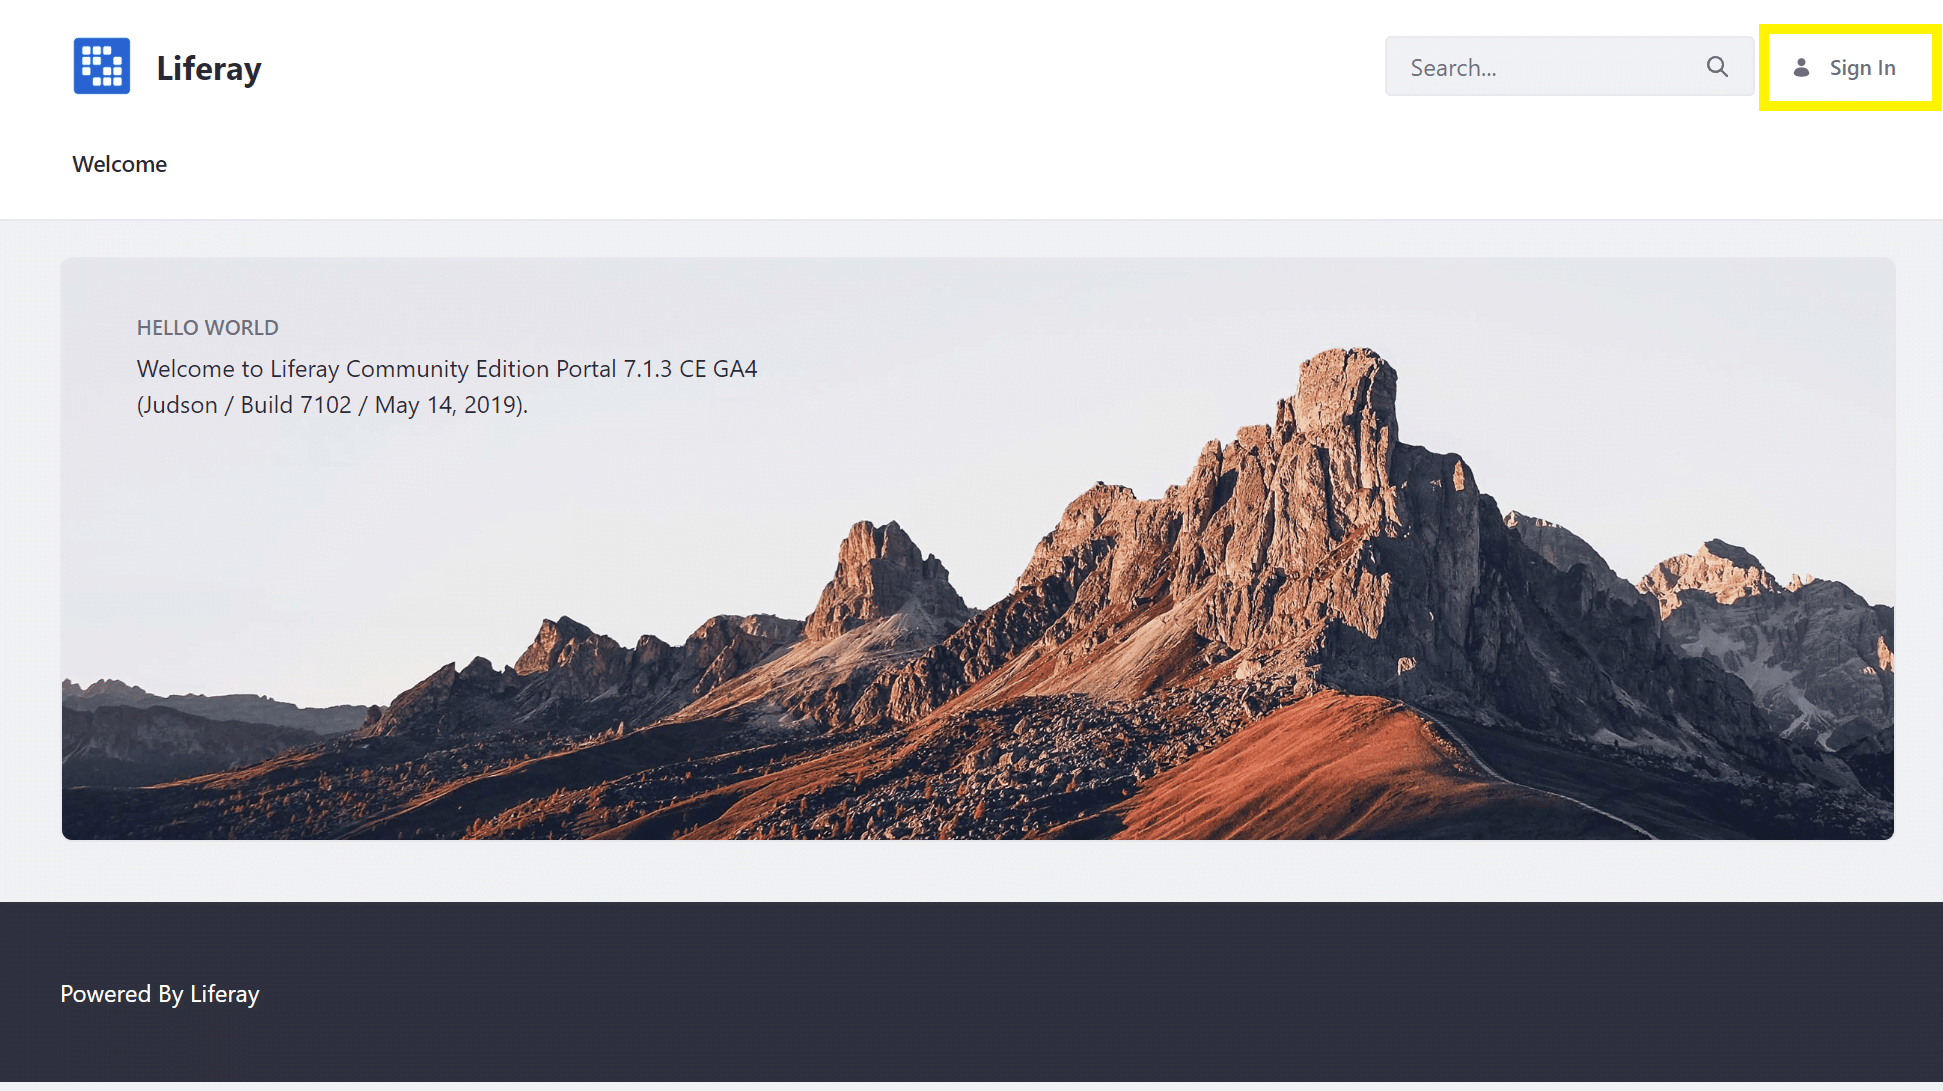 Liferay
Search...
Sign In
Welcome
HELLO WORLD
Welcome to Liferay Community Edition Portal 7.1.3 CE GA4
(Judson / Build 7102 / May 14, 2019).
Powered By Liferay